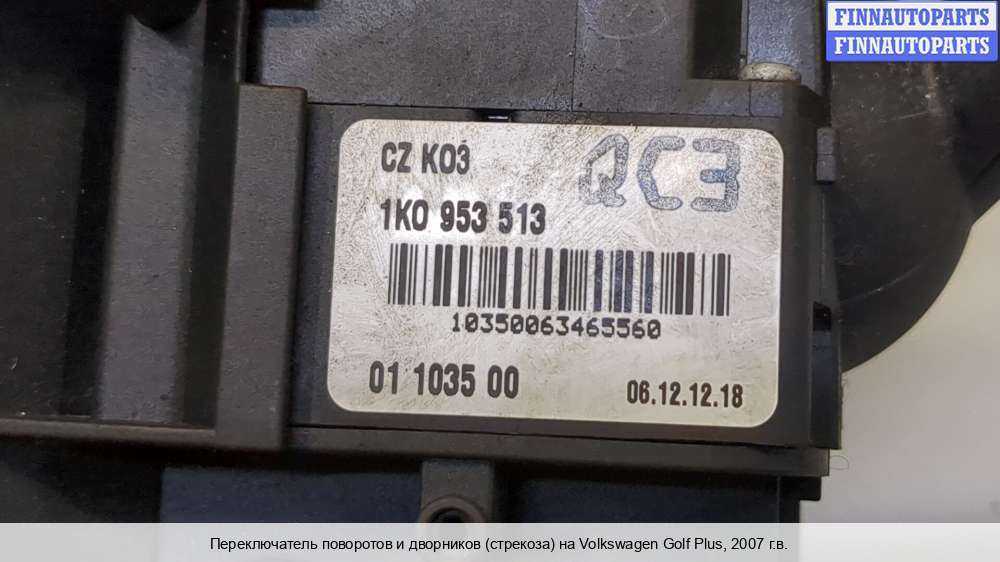 FINNAUTOPARTS
FINNAUTOPARTS
CZ K03
QC3
1K0 953 513
10350063465560
01 1035 00
06.12.12.18
Переключатель поворотов и дворников (стрекоза) на Volkswagen Golf Plus, 2007 г.в.